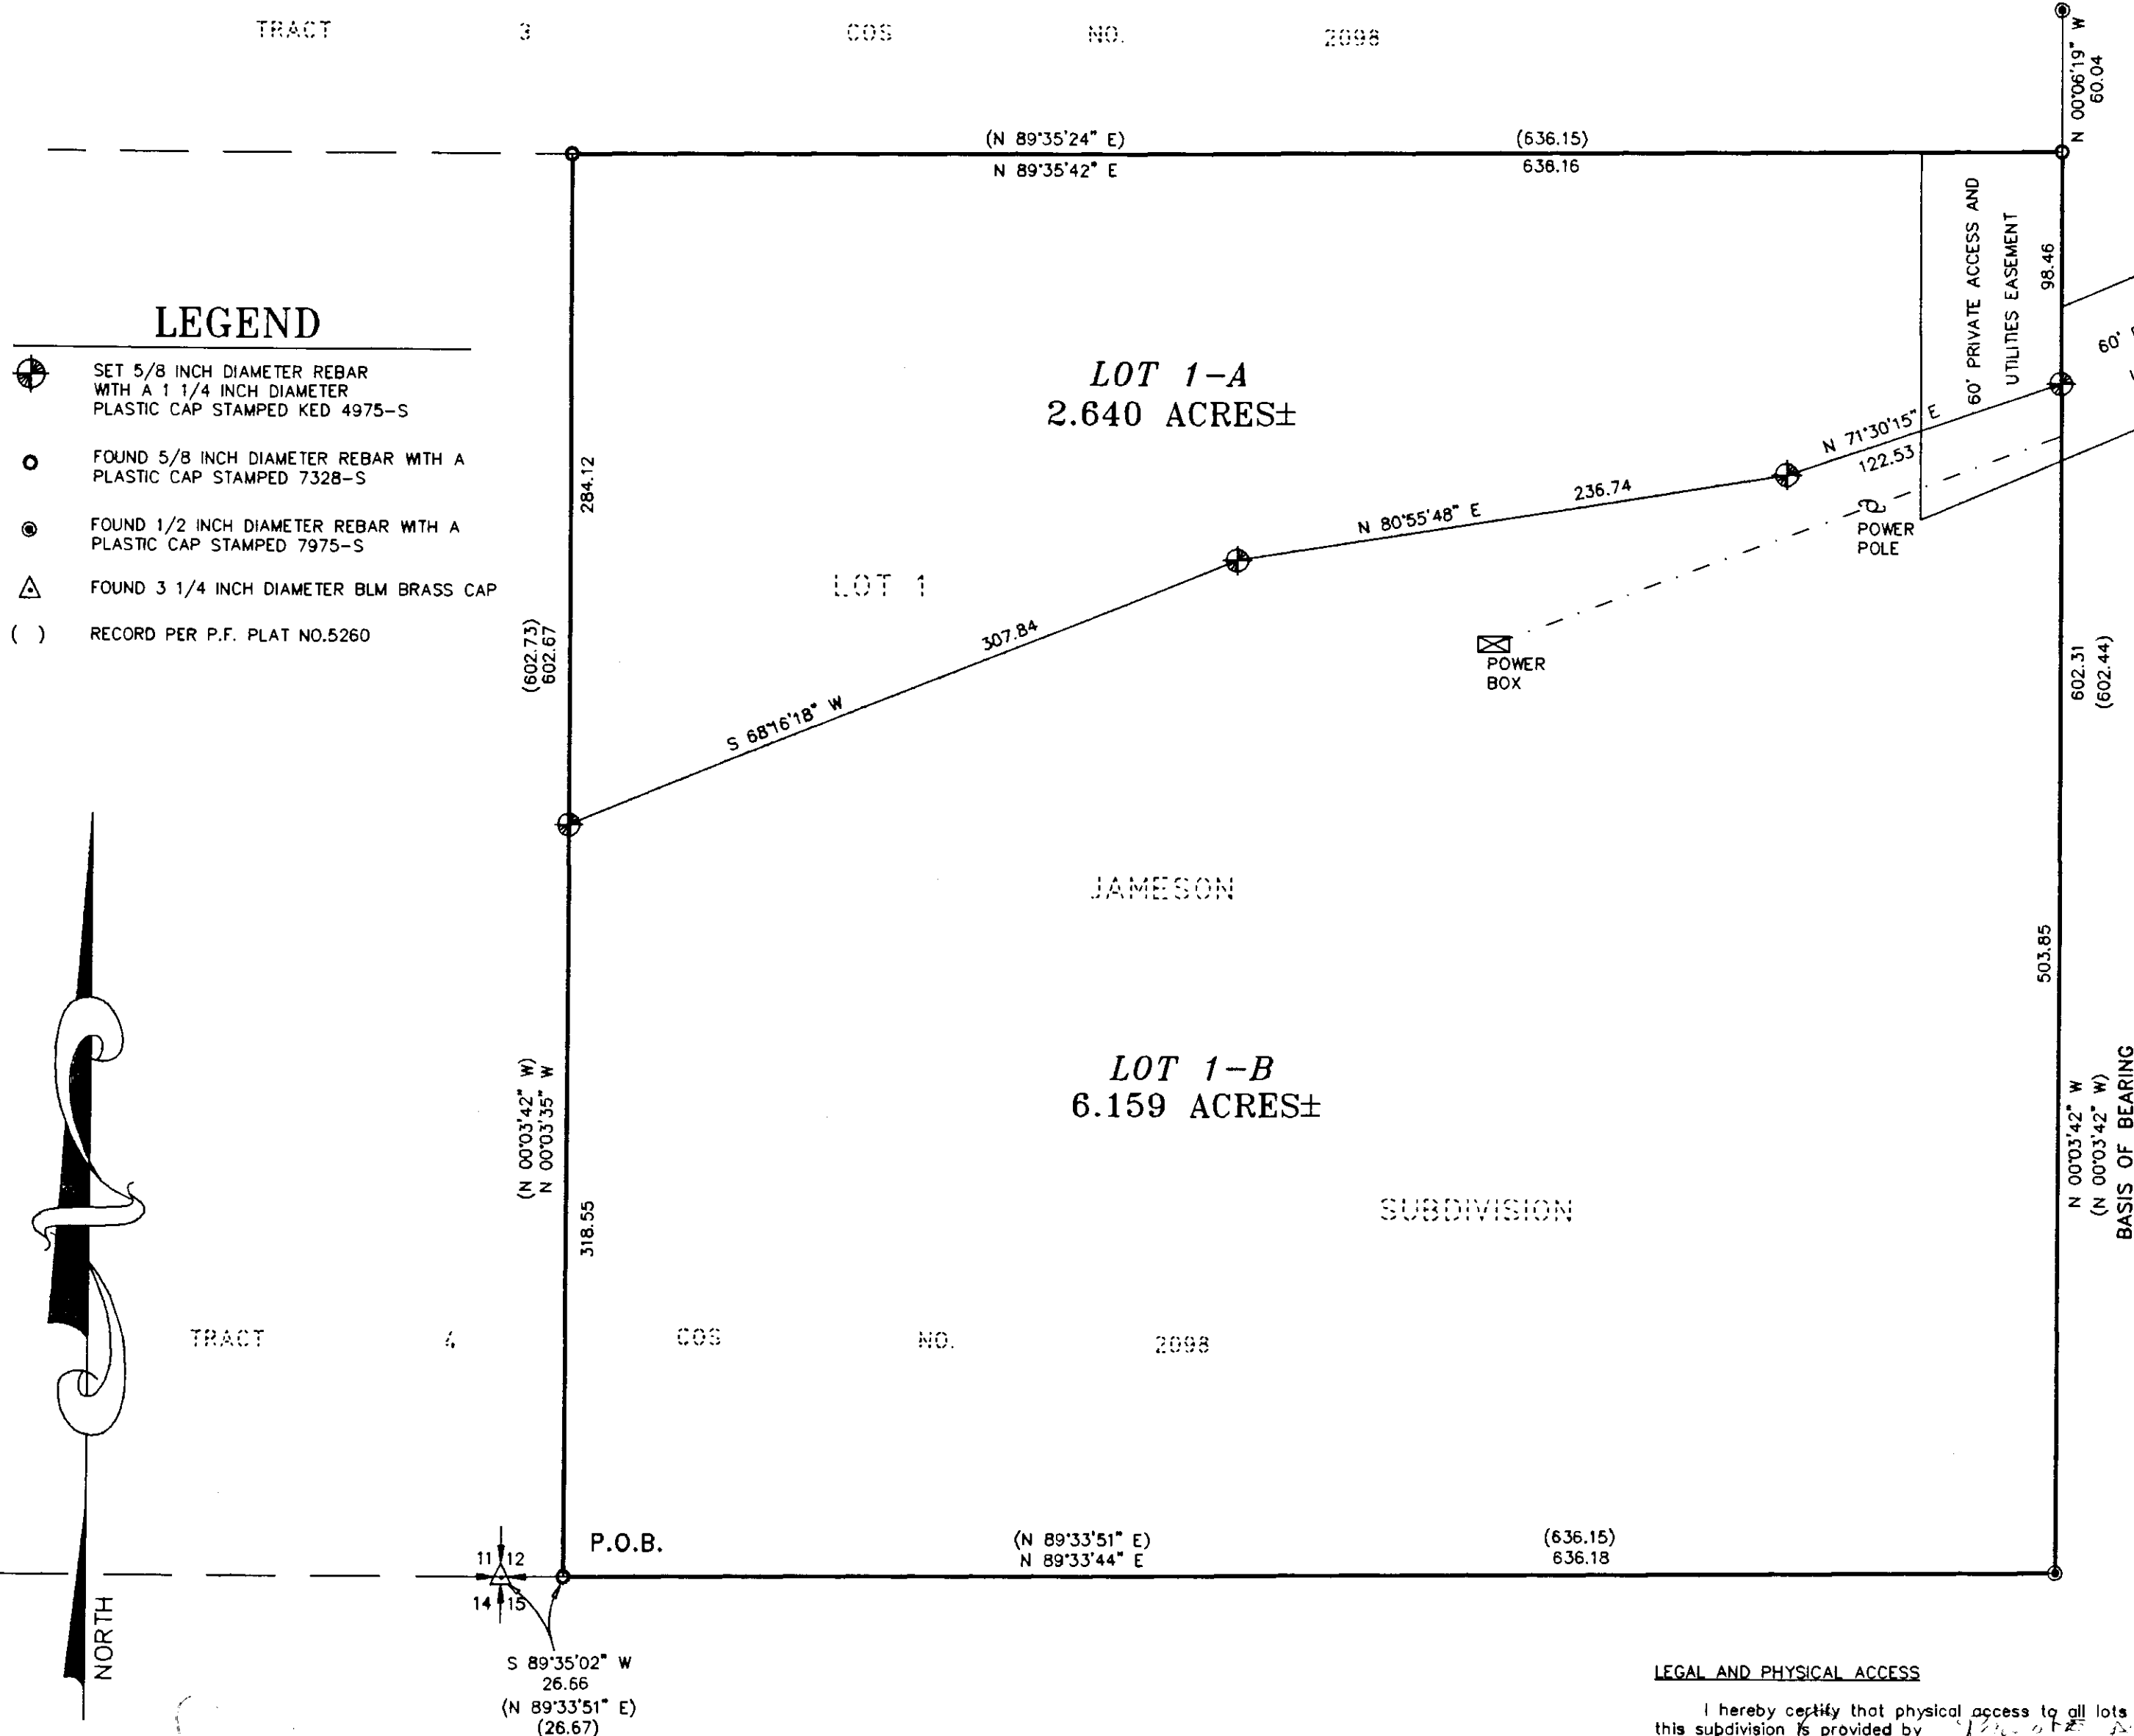 TRACT 3 COS NO. 2098
N 00°06'19" W
60.04
(N 89°35'24" E) (636.15)
N 89°35'42" E 636.16
60' PRIVATE ACCESS AND
UTILITIES EASEMENT
98.46
60'
LEGEND
SET 5/8 INCH DIAMETER REBAR
WITH A 1 1/4 INCH DIAMETER
PLASTIC CAP STAMPED KED 4975-S
FOUND 5/8 INCH DIAMETER REBAR WITH A
PLASTIC CAP STAMPED 7328-S
FOUND 1/2 INCH DIAMETER REBAR WITH A
PLASTIC CAP STAMPED 7975-S
FOUND 3 1/4 INCH DIAMETER BLM BRASS CAP
( ) RECORD PER P.F. PLAT NO.5260
LOT 1-A
2.640 ACRES±
284.12
N 71°30'15" E
122.53
236.74
N 80°55'48" E
POWER
POLE
LOT 1
307.84
S 68°16'18" W
POWER
BOX
(602.73)
602.67
602.31
(602.44)
JAMESON
503.85
LOT 1-B
6.159 ACRES±
(N 00°03'42" W)
N 00°03'35" W
318.55
N 00°03'42" W
(N 00°03'42" W)
BASIS OF BEARING
SUBDIVISION
TRACT 4 COS NO. 2098
P.O.B.
(N 89°33'51" E) (636.15)
N 89°33'44" E 636.18
11 12
14 15
NORTH
S 89°35'02" W
26.66
(N 89°33'51" E)
(26.67)
LEGAL AND PHYSICAL ACCESS
I hereby certify that physical access to all lots
this subdivision is provided by